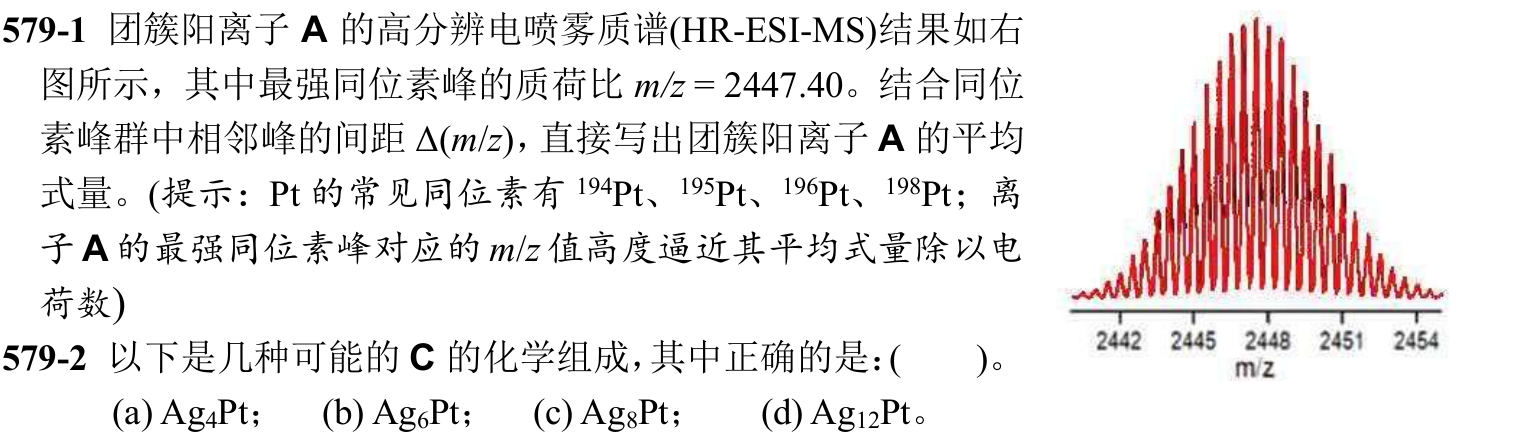 579-1 团簇阳离子 A 的高分辨电喷雾质谱(HR-ESI-MS)结果如右
图所示，其中最强同位素峰的质荷比 m/z = 2447.40。结合同位
素峰群中相邻峰的间距 Δ(m/z)，直接写出团簇阳离子 A 的平均
式量。(提示：Pt 的常见同位素有 ¹⁹⁴Pt、¹⁹⁵Pt、¹⁹⁶Pt、¹⁹⁸Pt；离
子 A 的最强同位素峰对应的 m/z 值高度逼近其平均式量除以电
荷数)
579-2 以下是几种可能的 C 的化学组成，其中正确的是：( )。
(a) Ag₄Pt； (b) Ag₆Pt； (c) Ag₈Pt； (d) Ag₁₂Pt。
2442 2445 2448 2451 2454
m/z